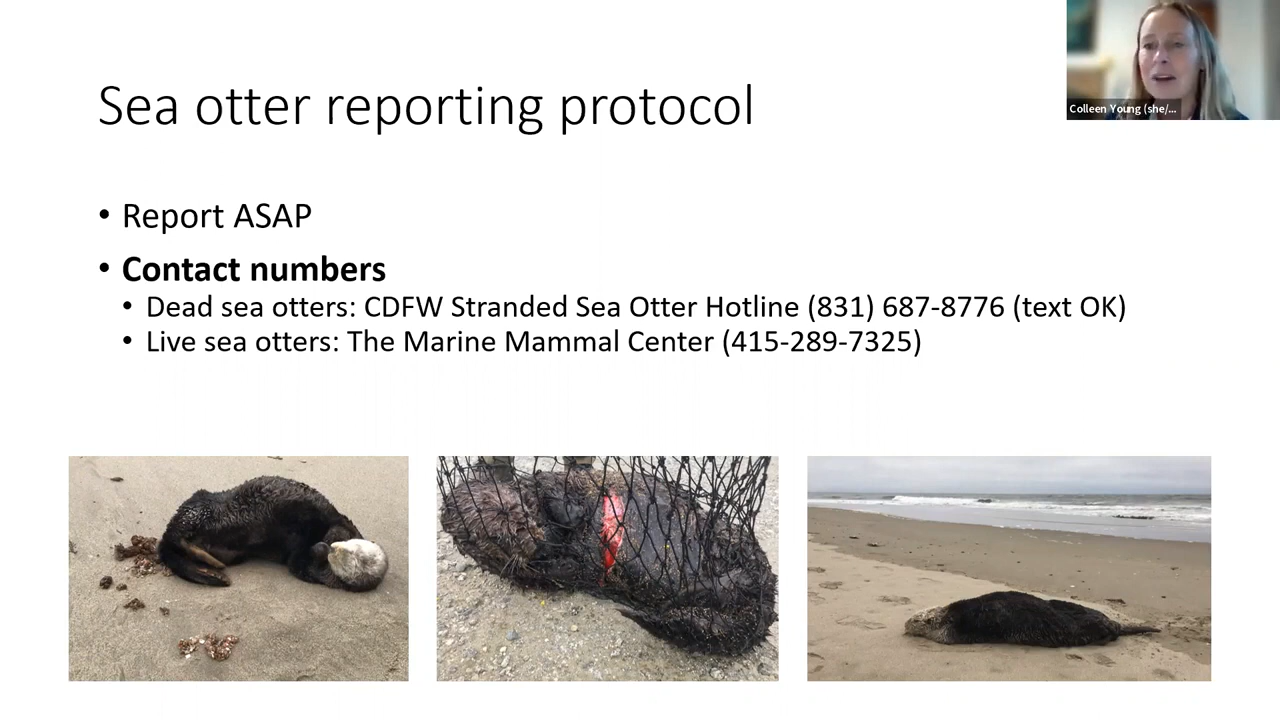 Colleen Young (she/...
Sea otter reporting protocol
• Report ASAP
• Contact numbers
• Dead sea otters: CDFW Stranded Sea Otter Hotline (831) 687-8776 (text OK)
• Live sea otters: The Marine Mammal Center (415-289-7325)